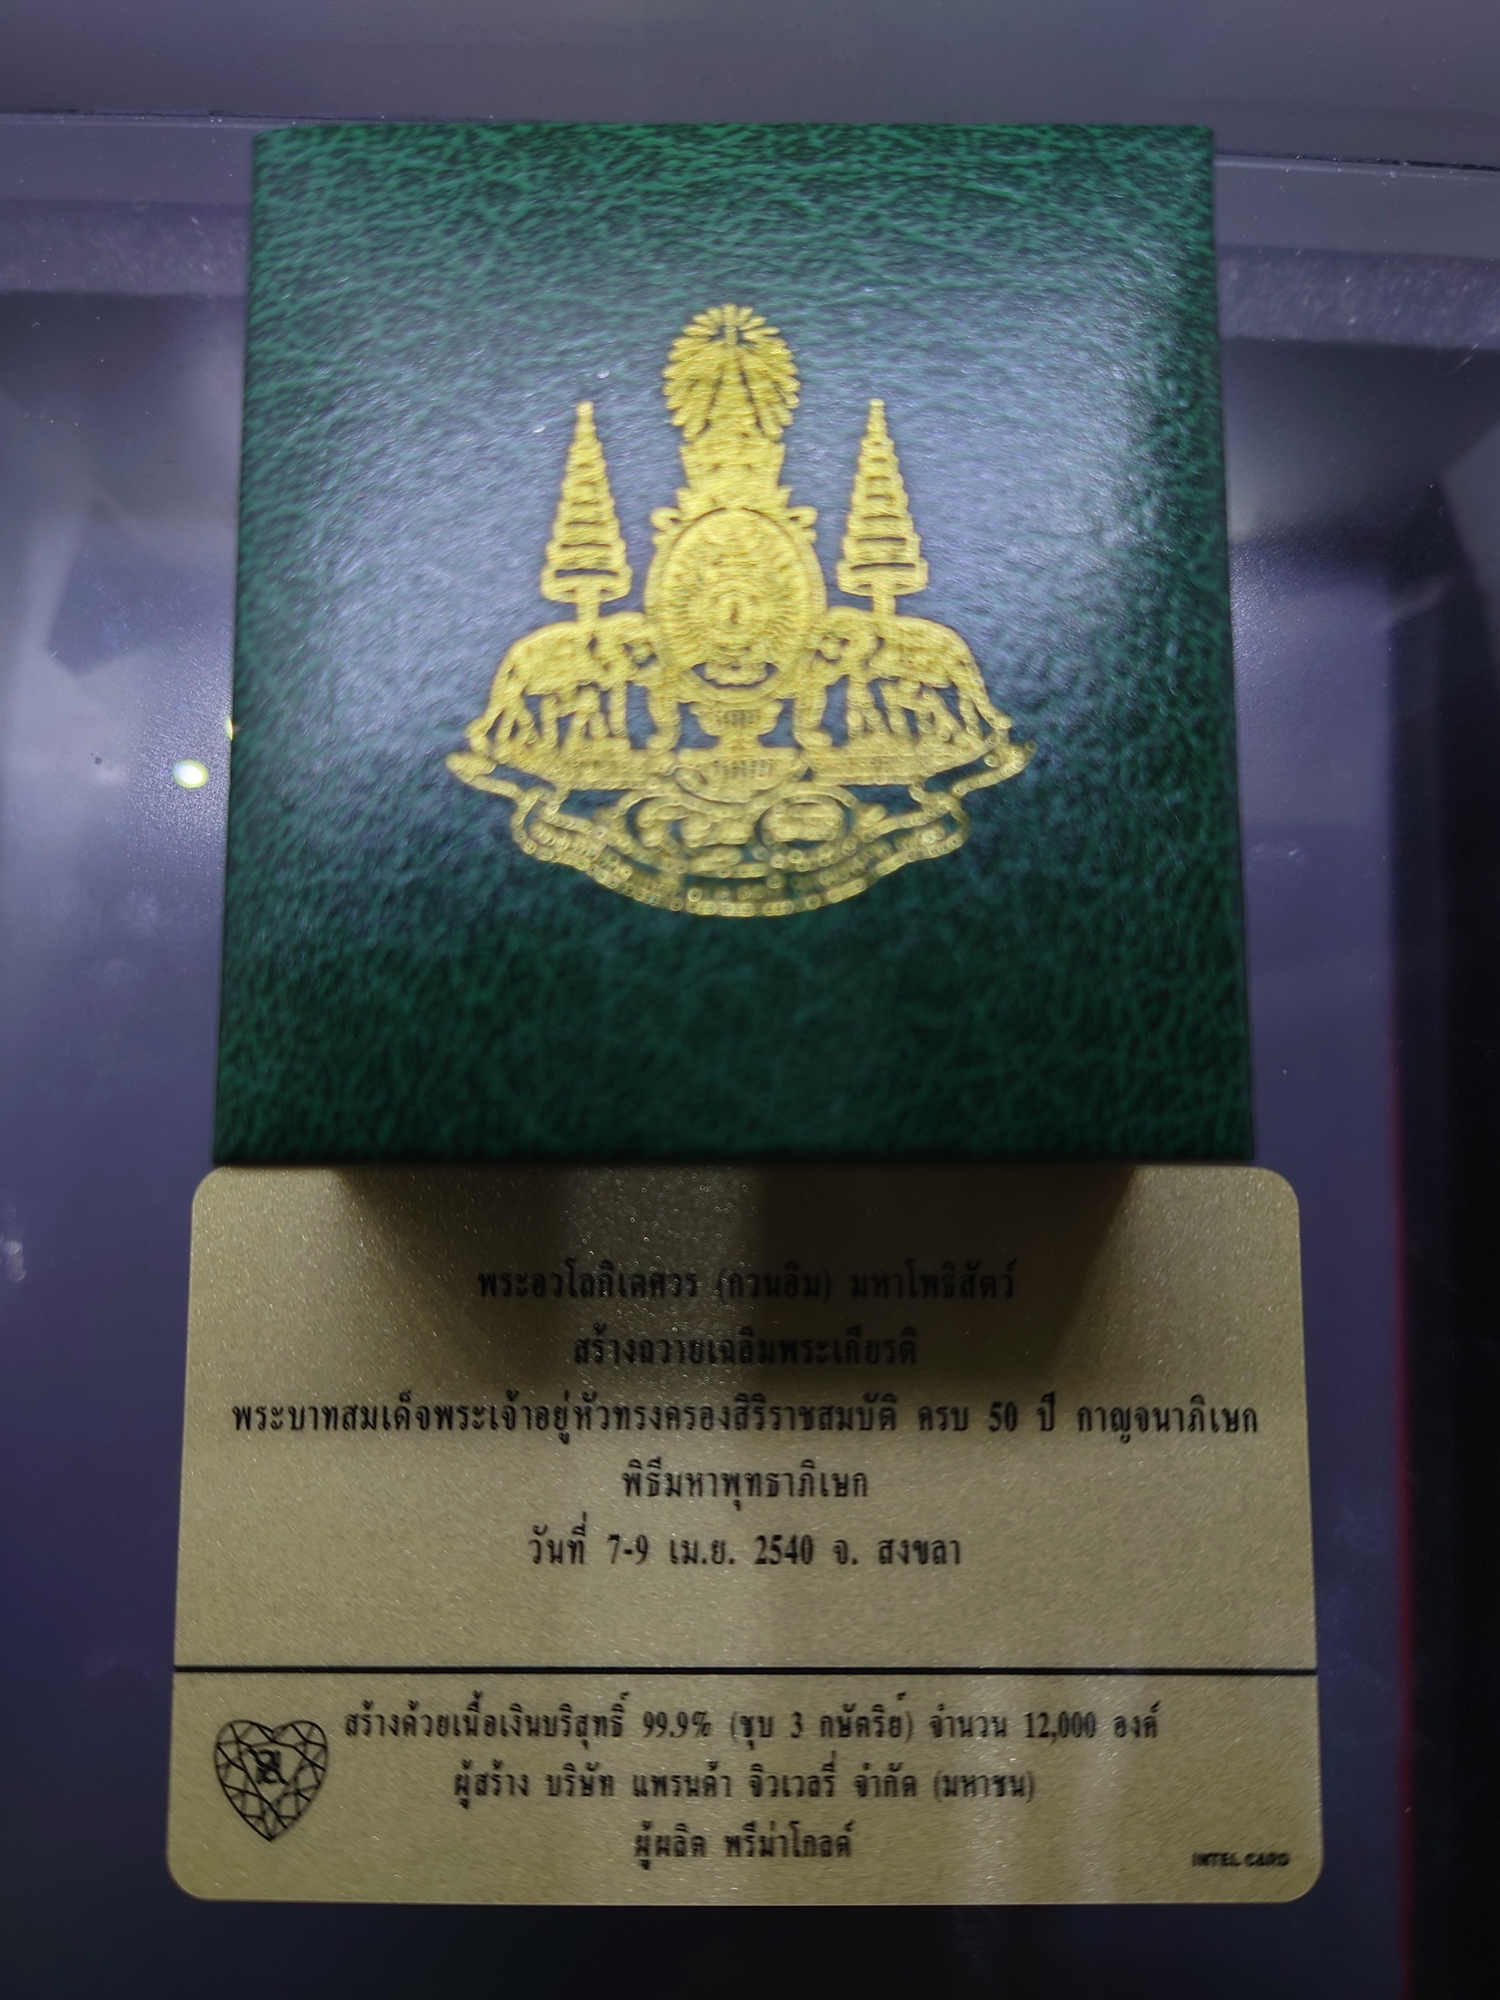 พระอวโลกิเตศวร (กวนอิม) มหาโพธิสัตว์
สร้างถวายเฉลิมพระเกียรติ
พระบาทสมเด็จพระเจ้าอยู่หัวทรงครองสิริราชสมบัติ ครบ 50 ปี กาญจนาภิเษก
พิธีมหาพุทธาภิเษก
วันที่ 7-9 เม.ย. 2540 จ. สงขลา
สร้างด้วยเนื้อเงินบริสุทธิ์ 99.9% (ชุบ 3 กษัตริย์) จำนวน 12,000 องค์
ผู้สร้าง บริษัท แพรนด้า จิวเวลรี่ จำกัด (มหาชน)
ผู้ผลิต พรีม่าโกลด์
INTEL CARD